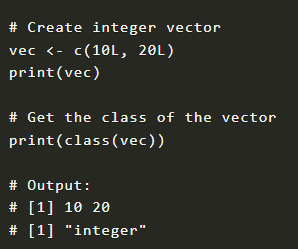 # Create integer vector
vec <- c(10L, 20L)
print(vec)
# Get the class of the vector
print(class(vec))
# Output:
# [1] 10 20
# [1] "integer"